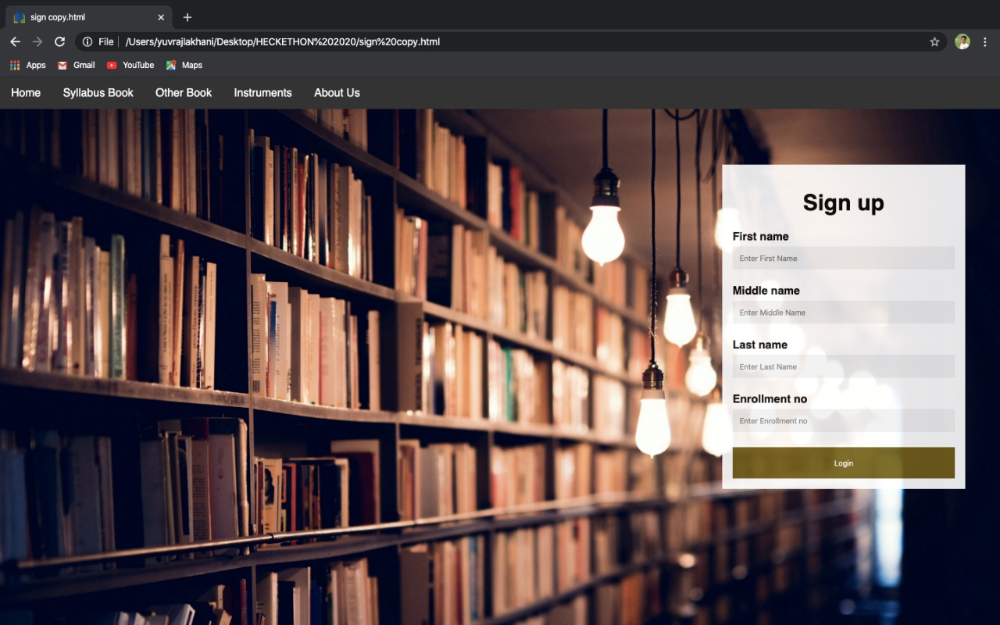 sign copy.html
File /Users/yuvrajlakhani/Desktop/HECKETHON%202020/sign%20copy.html
Apps Gmail YouTube Maps
Home Syllabus Book Other Book Instruments About Us
Sign up
First name
Enter First Name
Middle name
Enter Middle Name
Last name
Enter Last Name
Enrollment no
Enter Enrollment no
Login